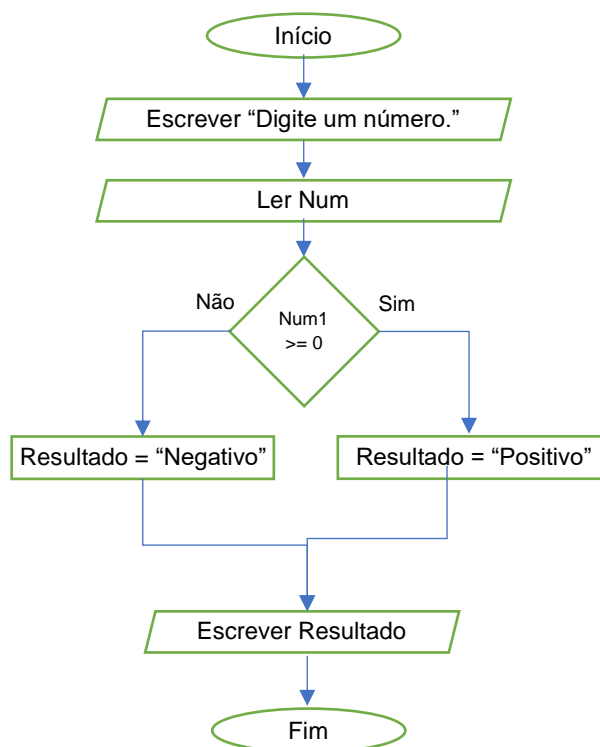 Início
Escrever “Digite um número.”
Ler Num
Não
Sim
Num1
>= 0
Resultado = “Negativo”
Resultado = “Positivo”
Escrever Resultado
Fim